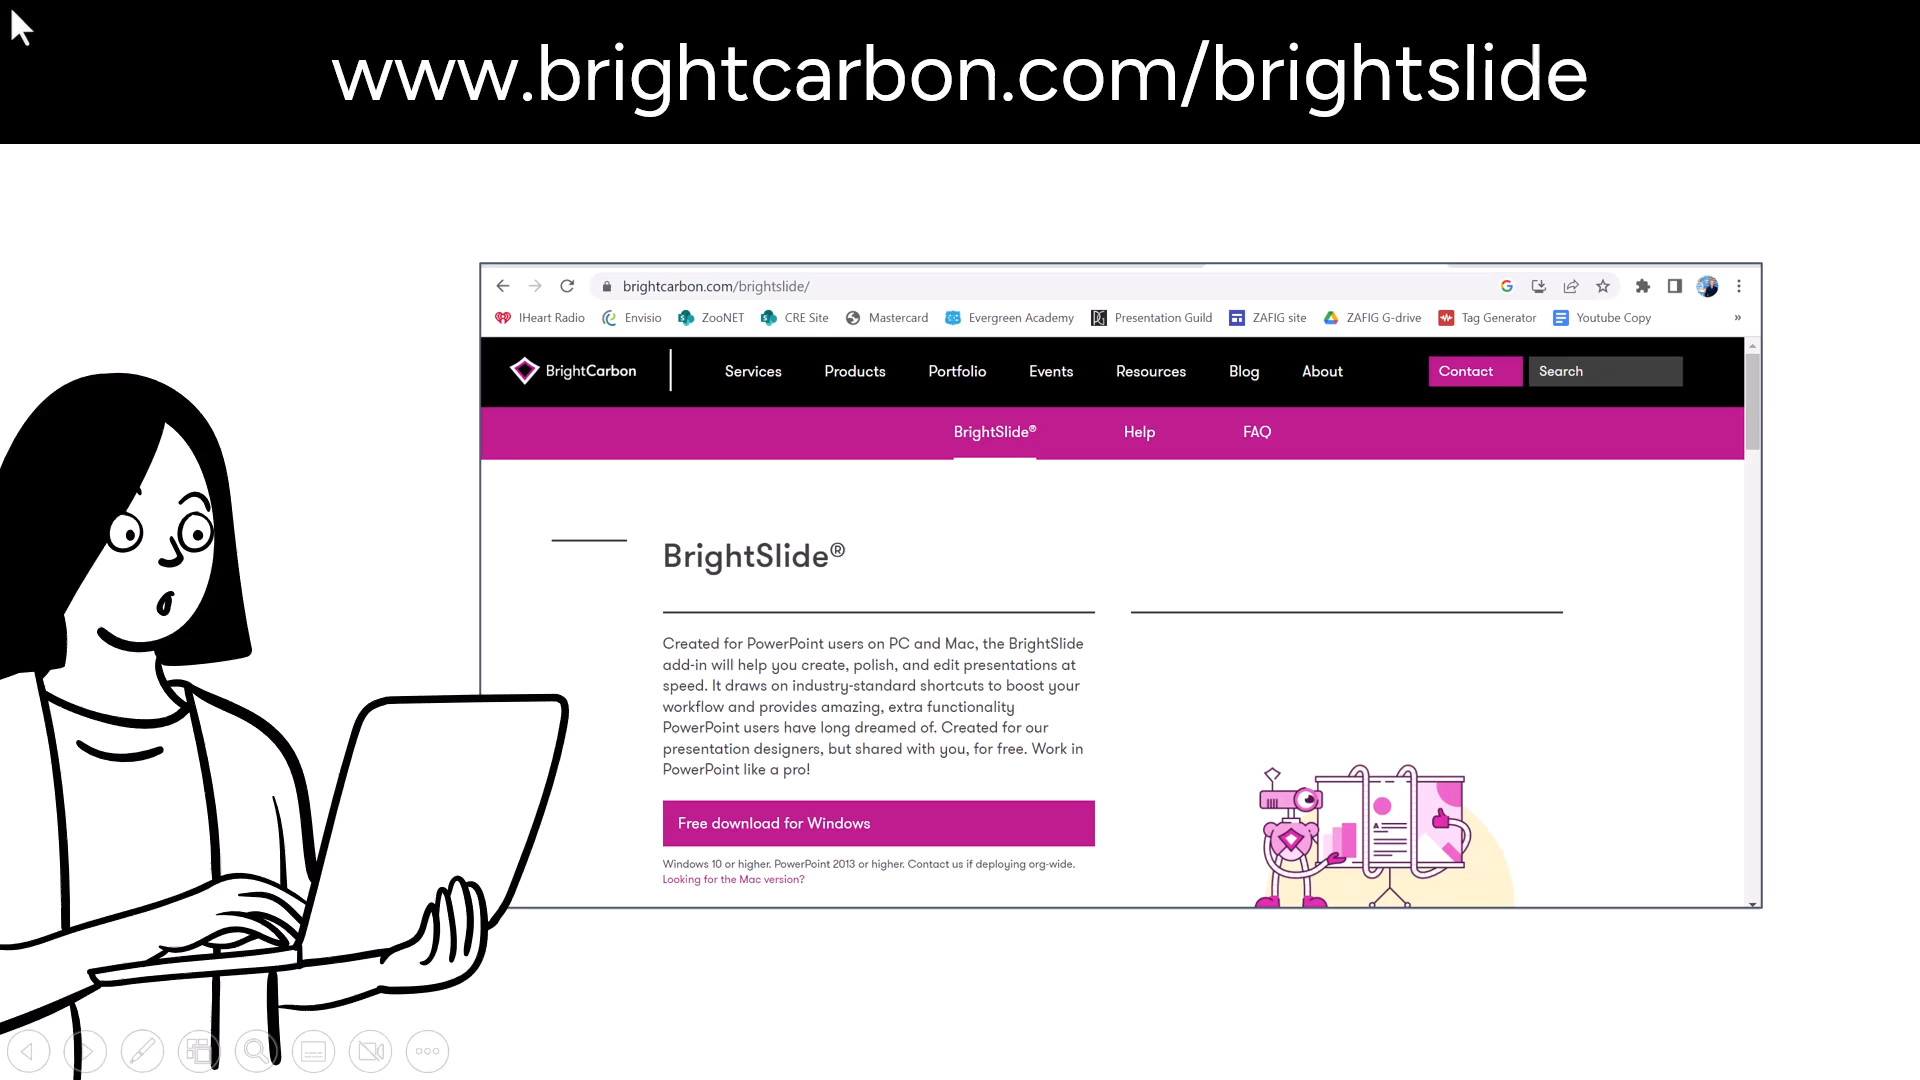 www.brightcarbon.com/brightslide
brightcarbon.com/brightslide/
IHeart Radio Envisio ZooNET CRE Site Mastercard Evergreen Academy Presentation Guild ZAFIG site ZAFIG G-drive Tag Generator Youtube Copy »
BrightCarbon Services Products Portfolio Events Resources Blog About Contact Search
BrightSlide® Help FAQ
BrightSlide®
Created for PowerPoint users on PC and Mac, the BrightSlide
add-in will help you create, polish, and edit presentations at
speed. It draws on industry-standard shortcuts to boost your
workflow and provides amazing, extra functionality
PowerPoint users have long dreamed of. Created for our
presentation designers, but shared with you, for free. Work in
PowerPoint like a pro!
Free download for Windows
Windows 10 or higher. PowerPoint 2013 or higher. Contact us if deploying org-wide.
Looking for the Mac version?